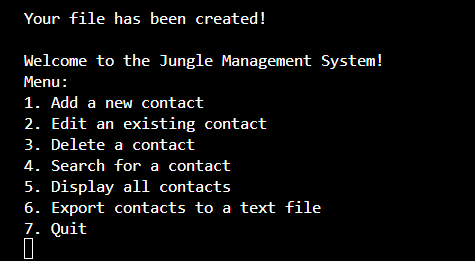 Your file has been created!
Welcome to the Jungle Management System!
Menu:
1. Add a new contact
2. Edit an existing contact
3. Delete a contact
4. Search for a contact
5. Display all contacts
6. Export contacts to a text file
7. Quit